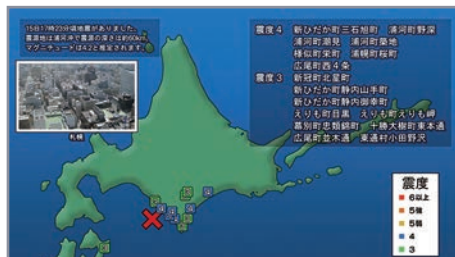 15日17時23分頃地震がありました。
震源地は浦河沖で震源の深さは約60km、
マグニチュードは4.2と推定されます。
札幌
震度4 新ひだか町三石旭町 浦河町野深
浦河町潮見 浦河町築地
様似町栄町 浦幌町桜町
広尾町西4条
震度3 新冠町北星町
新ひだか町静内山手町
新ひだか町静内御幸町
えりも町目黒 えりも町えりも岬
幕別町忠類錦町 十勝大樹町東本通
広尾町並木通 東通村小田野沢
震度
6以上
5強
5弱
4
3